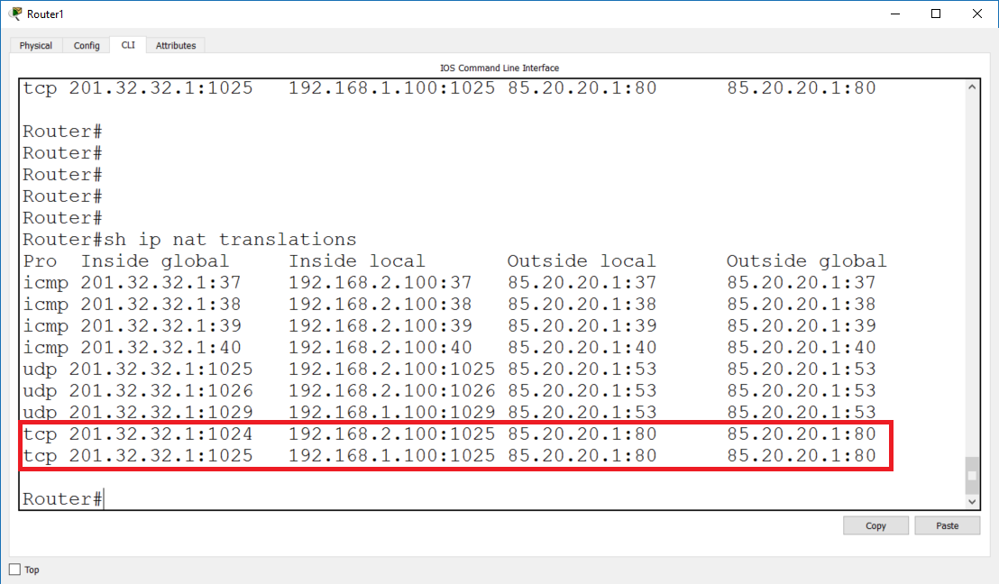 Router1
Physical Config CLI Attributes
IOS Command Line Interface
tcp 201.32.32.1:1025 192.168.1.100:1025 85.20.20.1:80 85.20.20.1:80
Router#
Router#
Router#
Router#
Router#
Router#sh ip nat translations
Pro Inside global Inside local Outside local Outside global
icmp 201.32.32.1:37 192.168.2.100:37 85.20.20.1:37 85.20.20.1:37
icmp 201.32.32.1:38 192.168.2.100:38 85.20.20.1:38 85.20.20.1:38
icmp 201.32.32.1:39 192.168.2.100:39 85.20.20.1:39 85.20.20.1:39
icmp 201.32.32.1:40 192.168.2.100:40 85.20.20.1:40 85.20.20.1:40
udp 201.32.32.1:1025 192.168.2.100:1025 85.20.20.1:53 85.20.20.1:53
udp 201.32.32.1:1026 192.168.2.100:1026 85.20.20.1:53 85.20.20.1:53
udp 201.32.32.1:1029 192.168.1.100:1029 85.20.20.1:53 85.20.20.1:53
tcp 201.32.32.1:1024 192.168.2.100:1025 85.20.20.1:80 85.20.20.1:80
tcp 201.32.32.1:1025 192.168.1.100:1025 85.20.20.1:80 85.20.20.1:80
Router#
Copy Paste
Top